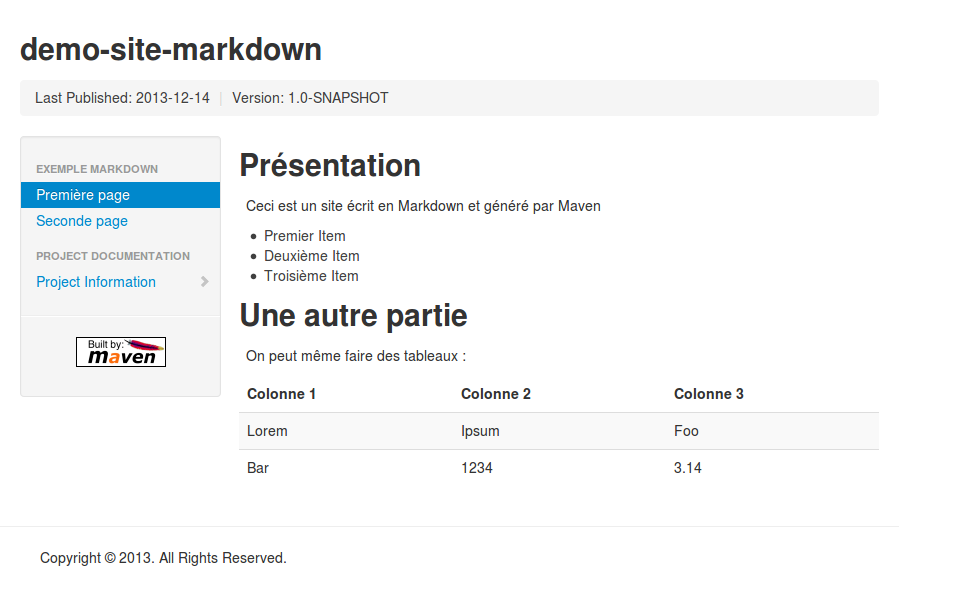 demo-site-markdown
Last Published: 2013-12-14 | Version: 1.0-SNAPSHOT
EXEMPLE MARKDOWN
Première page
Seconde page
PROJECT DOCUMENTATION
Project Information
Built by:
maven
Présentation
Ceci est un site écrit en Markdown et généré par Maven
Premier Item
Deuxième Item
Troisième Item
Une autre partie
On peut même faire des tableaux :
Colonne 1 Colonne 2 Colonne 3
Lorem Ipsum Foo
Bar 1234 3.14
Copyright © 2013. All Rights Reserved.